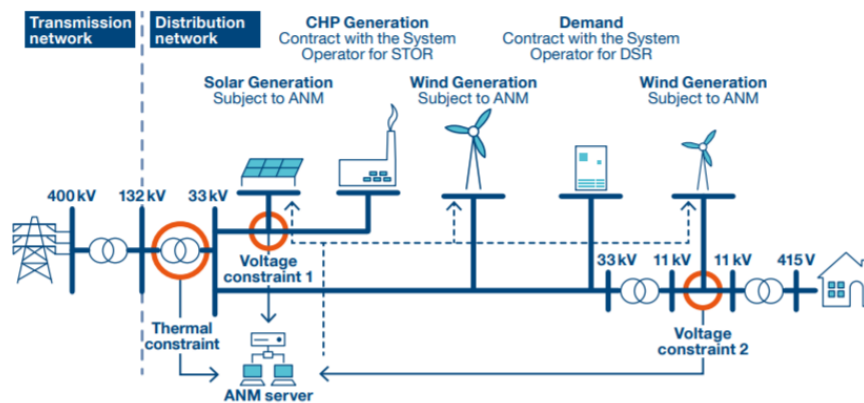 Transmission
network
Distribution
network
CHP Generation
Contract with the System
Operator for STOR
Demand
Contract with the System
Operator for DSR
Solar Generation
Subject to ANM
Wind Generation
Subject to ANM
Wind Generation
Subject to ANM
400 kV
132 kV
33 kV
Voltage
constraint 1
33 kV
11 kV
11 kV
415 V
Thermal
constraint
Voltage
constraint 2
ANM server